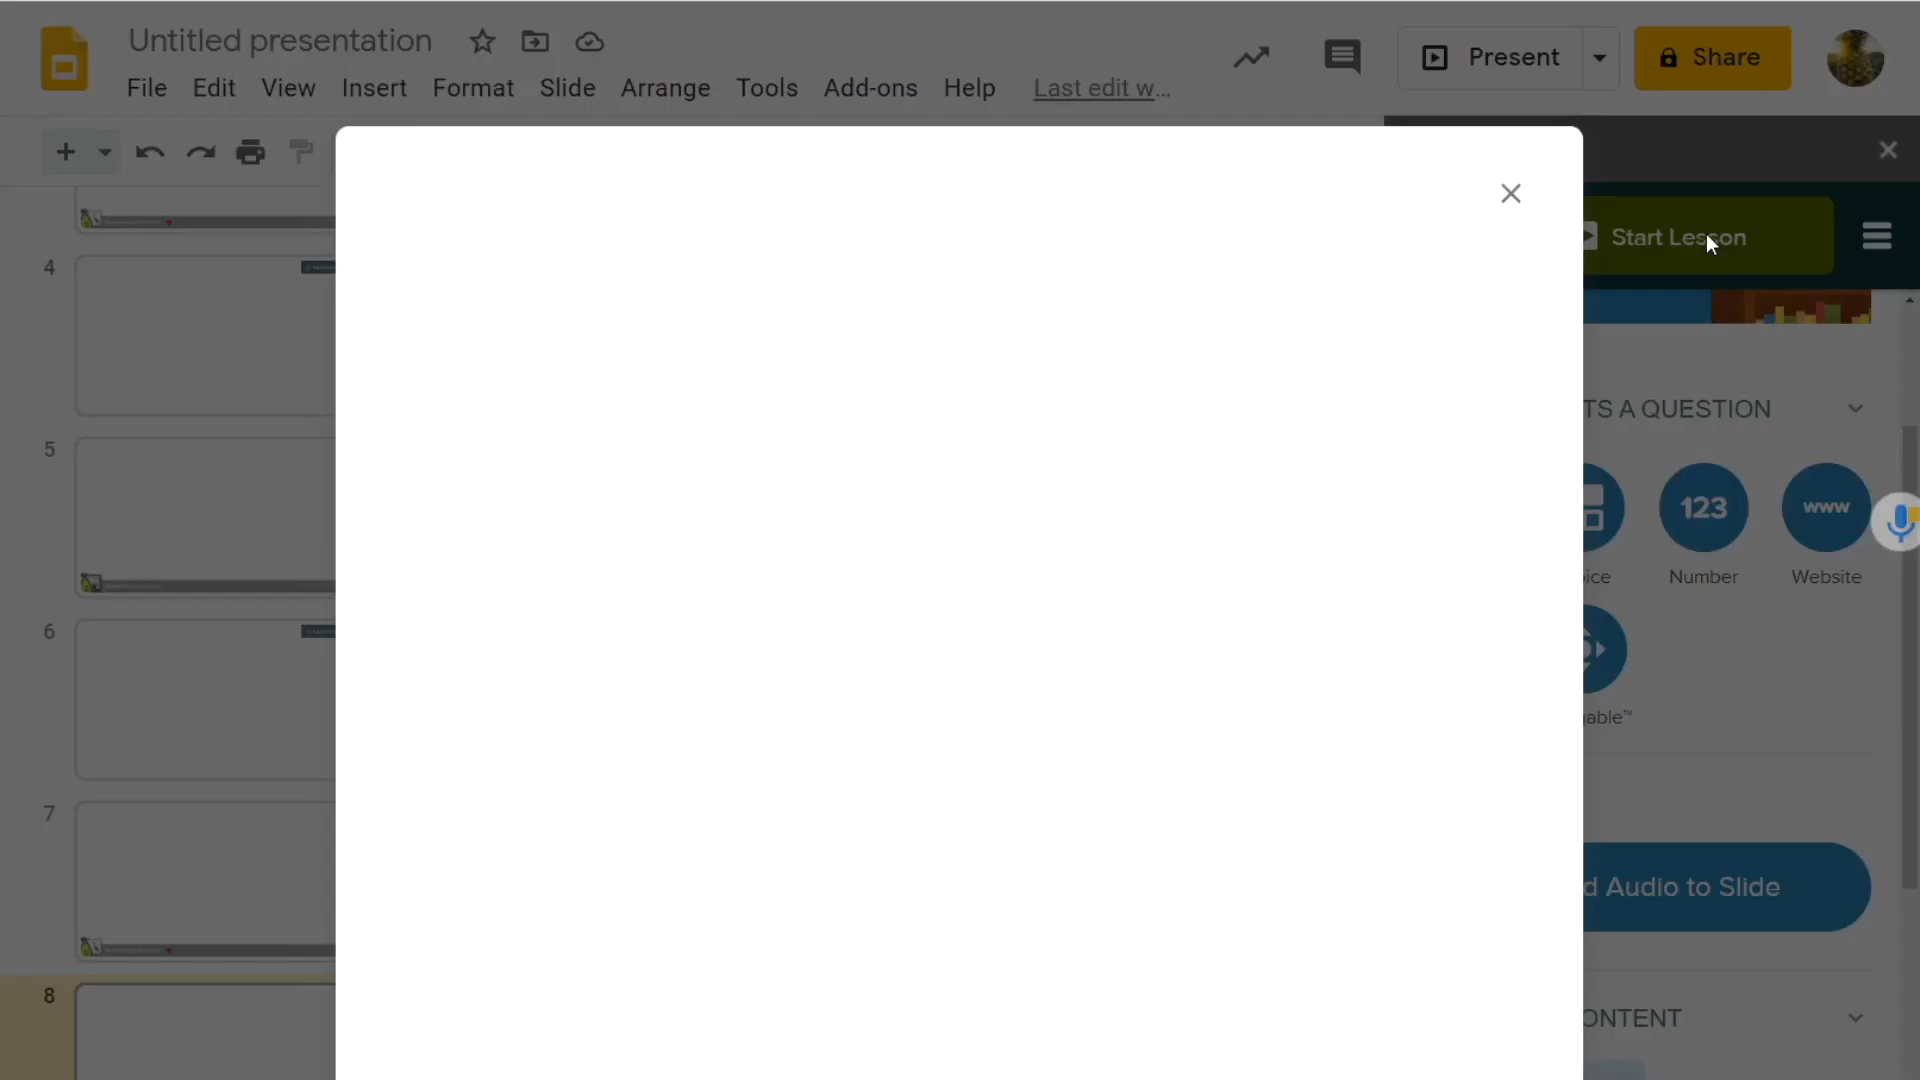 Untitled presentation
File Edit View Insert Format Slide Arrange Tools Add-ons Help Last edit w...
Present
Share
Start Lesson
4
TS A QUESTION
5
123
www
ice
Number
Website
6
able™
7
d Audio to Slide
8
ONTENT